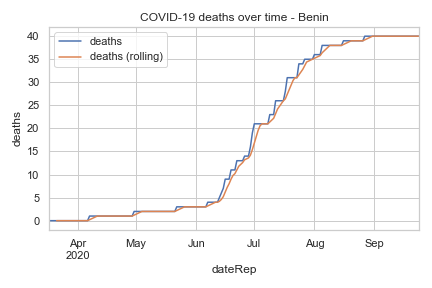 COVID-19 deaths over time - Benin
deaths
deaths (rolling)
40
35
30
25
20
15
10
5
0
deaths
Apr
2020
May
Jun
Jul
Aug
Sep
dateRep